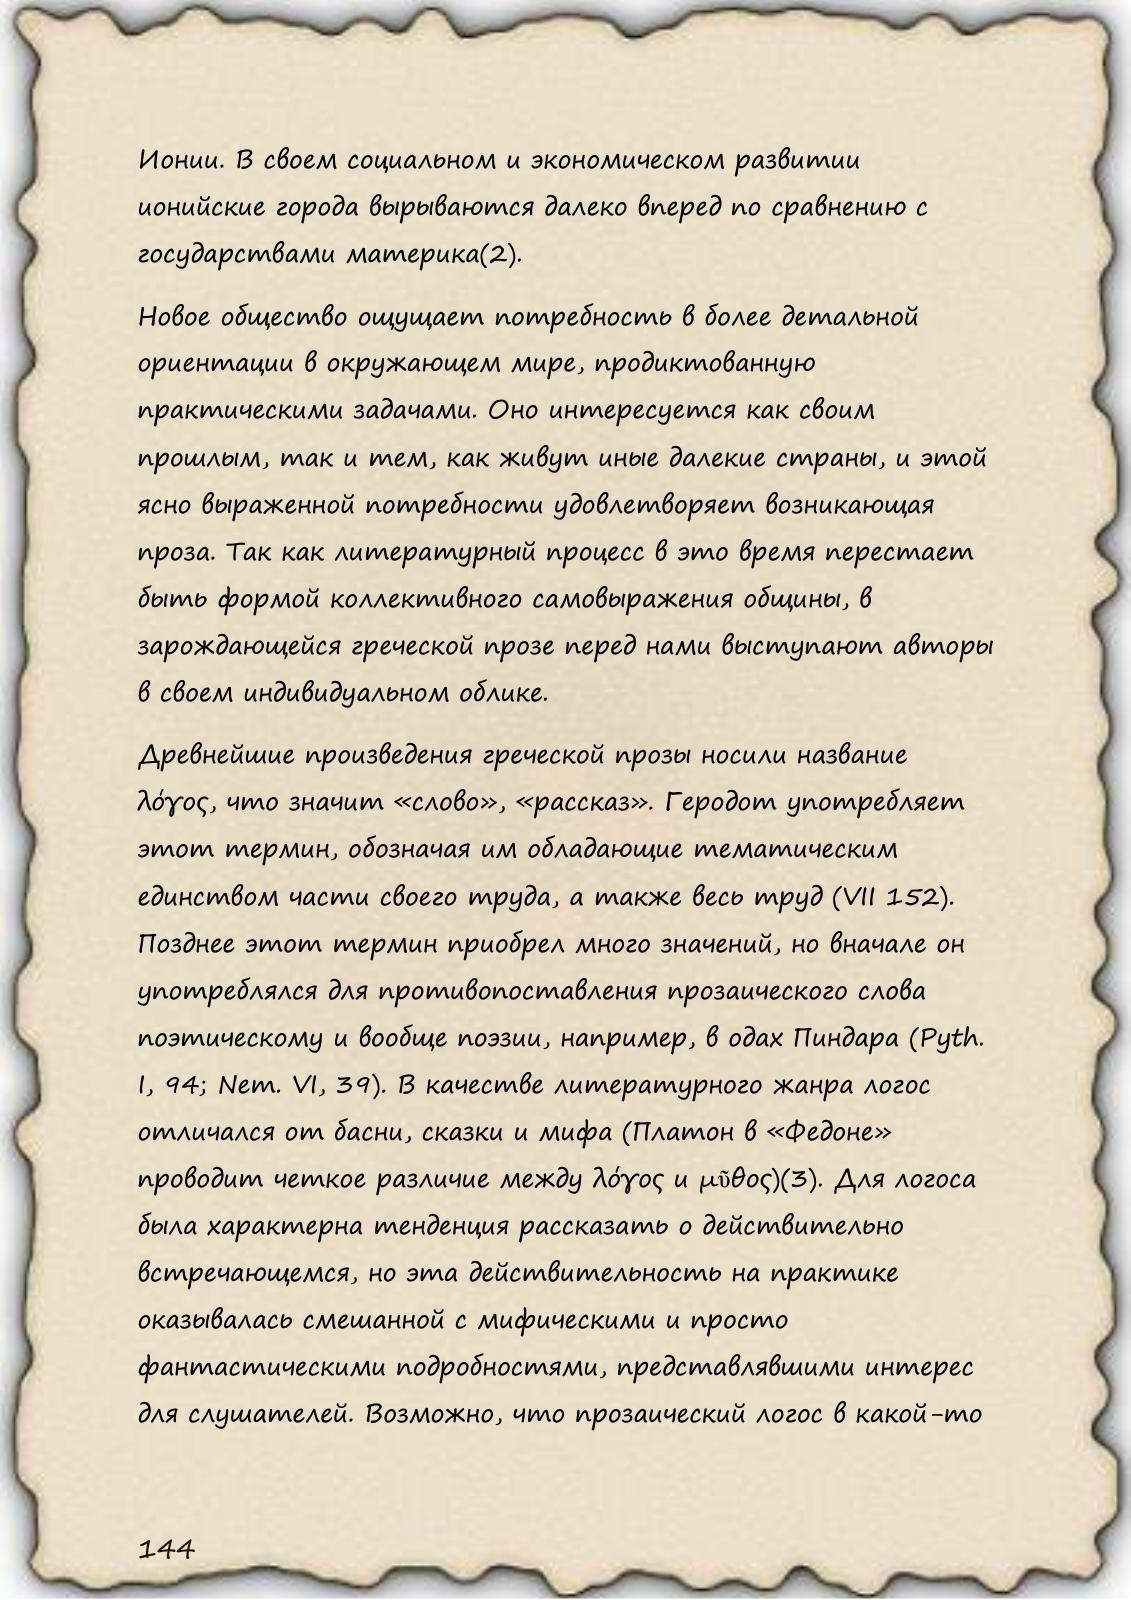 Ионии. В своем социальном и экономическом развитии
ионийские города вырываются далеко вперед по сравнению с
государствами материка(2).
Новое общество ощущает потребность в более детальной
ориентации в окружающем мире, продиктованную
практическими задачами. Оно интересуется как своим
прошлым, так и тем, как живут иные далекие страны, и этой
ясно выраженной потребности удовлетворяет возникающая
проза. Так как литературный процесс в это время перестает
быть формой коллективного самовыражения общины, в
зарождающейся греческой прозе перед нами выступают авторы
в своем индивидуальном облике.
Древнейшие произведения греческой прозы носили название
λόγος, что значит «слово», «рассказ». Геродот употребляет
этот термин, обозначая им обладающие тематическим
единством части своего труда, а также весь труд (VII 152).
Позднее этот термин приобрел много значений, но вначале он
употреблялся для противопоставления прозаического слова
поэтическому и вообще поэзии, например, в одах Пиндара (Pyth.
I, 94; Nem. VI, 39). В качестве литературного жанра логос
отличался от басни, сказки и мифа (Платон в «Федоне»
проводит четкое различие между λόγος и μῦθος)(3). Для логоса
была характерна тенденция рассказать о действительно
встречающемся, но эта действительность на практике
оказывалась смешанной с мифическими и просто
фантастическими подробностями, представлявшими интерес
для слушателей. Возможно, что прозаический логос в какой-то
144